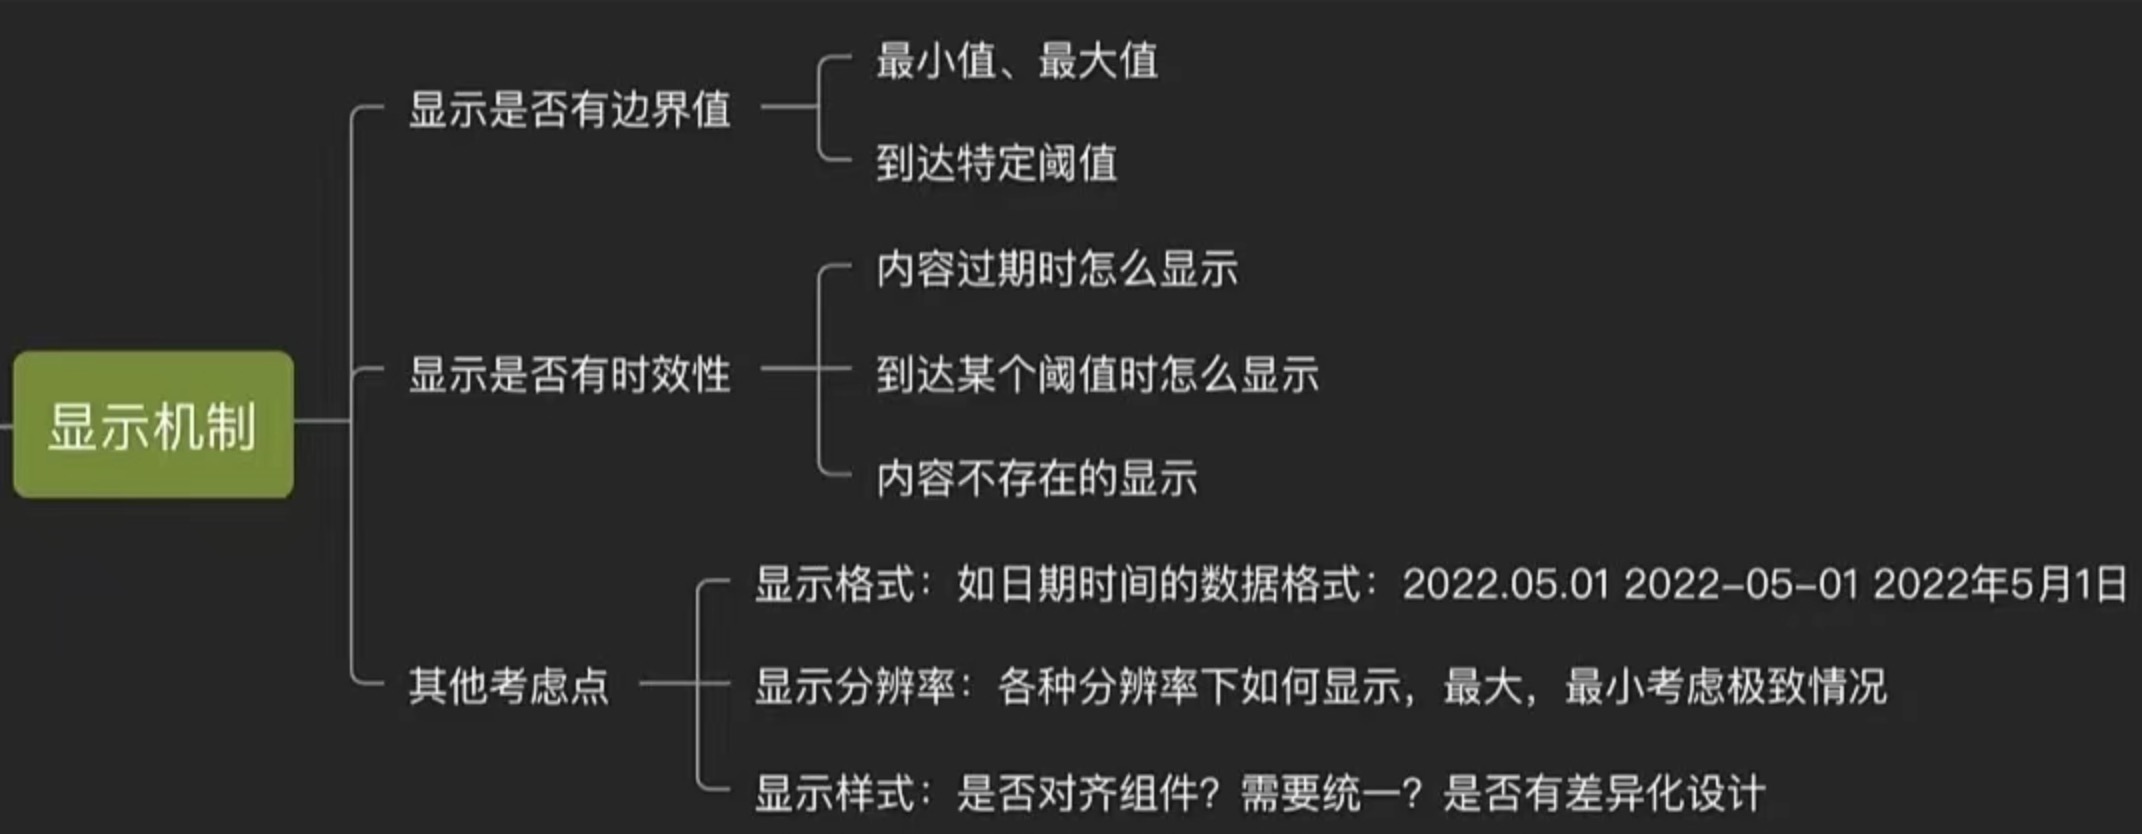 显示机制
显示是否有边界值
最小值、最大值
到达特定阈值
显示是否有时效性
内容过期时怎么显示
到达某个阈值时怎么显示
内容不存在的显示
其他考虑点
显示格式：如日期时间的数据格式：2022.05.01 2022-05-01 2022年5月1日
显示分辨率：各种分辨率下如何显示，最大，最小考虑极致情况
显示样式：是否对齐组件？需要统一？是否有差异化设计